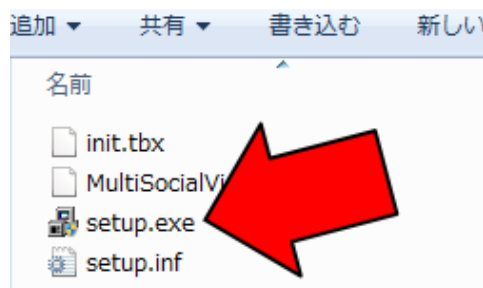 追加 ▼ 共有 ▼ 書き込む 新しい
名前
init.tbx
MultiSocialVi
setup.exe
setup.inf